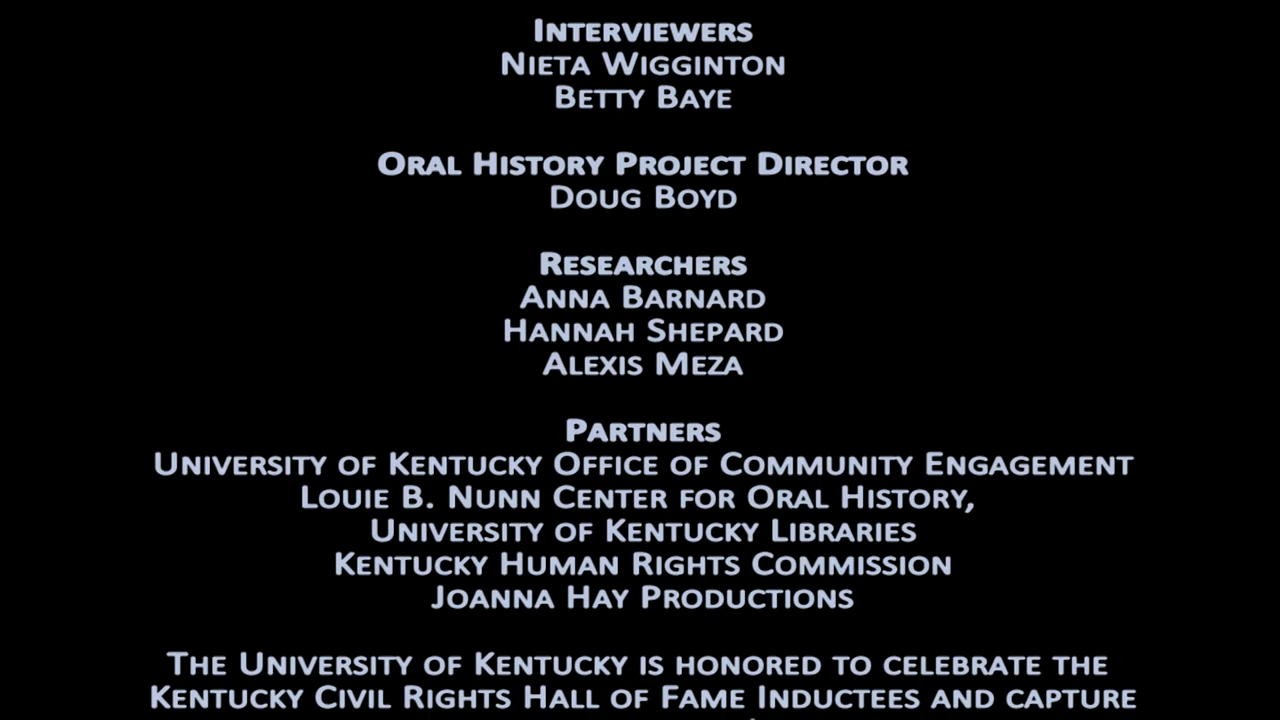 INTERVIEWERS
NIETA WIGGINTON
BETTY BAYE
ORAL HISTORY PROJECT DIRECTOR
DOUG BOYD
RESEARCHERS
ANNA BARNARD
HANNAH SHEPARD
ALEXIS MEZA
PARTNERS
UNIVERSITY OF KENTUCKY OFFICE OF COMMUNITY ENGAGEMENT
LOUIE B. NUNN CENTER FOR ORAL HISTORY,
UNIVERSITY OF KENTUCKY LIBRARIES
KENTUCKY HUMAN RIGHTS COMMISSION
JOANNA HAY PRODUCTIONS
THE UNIVERSITY OF KENTUCKY IS HONORED TO CELEBRATE THE
KENTUCKY CIVIL RIGHTS HALL OF FAME INDUCTEES AND CAPTURE